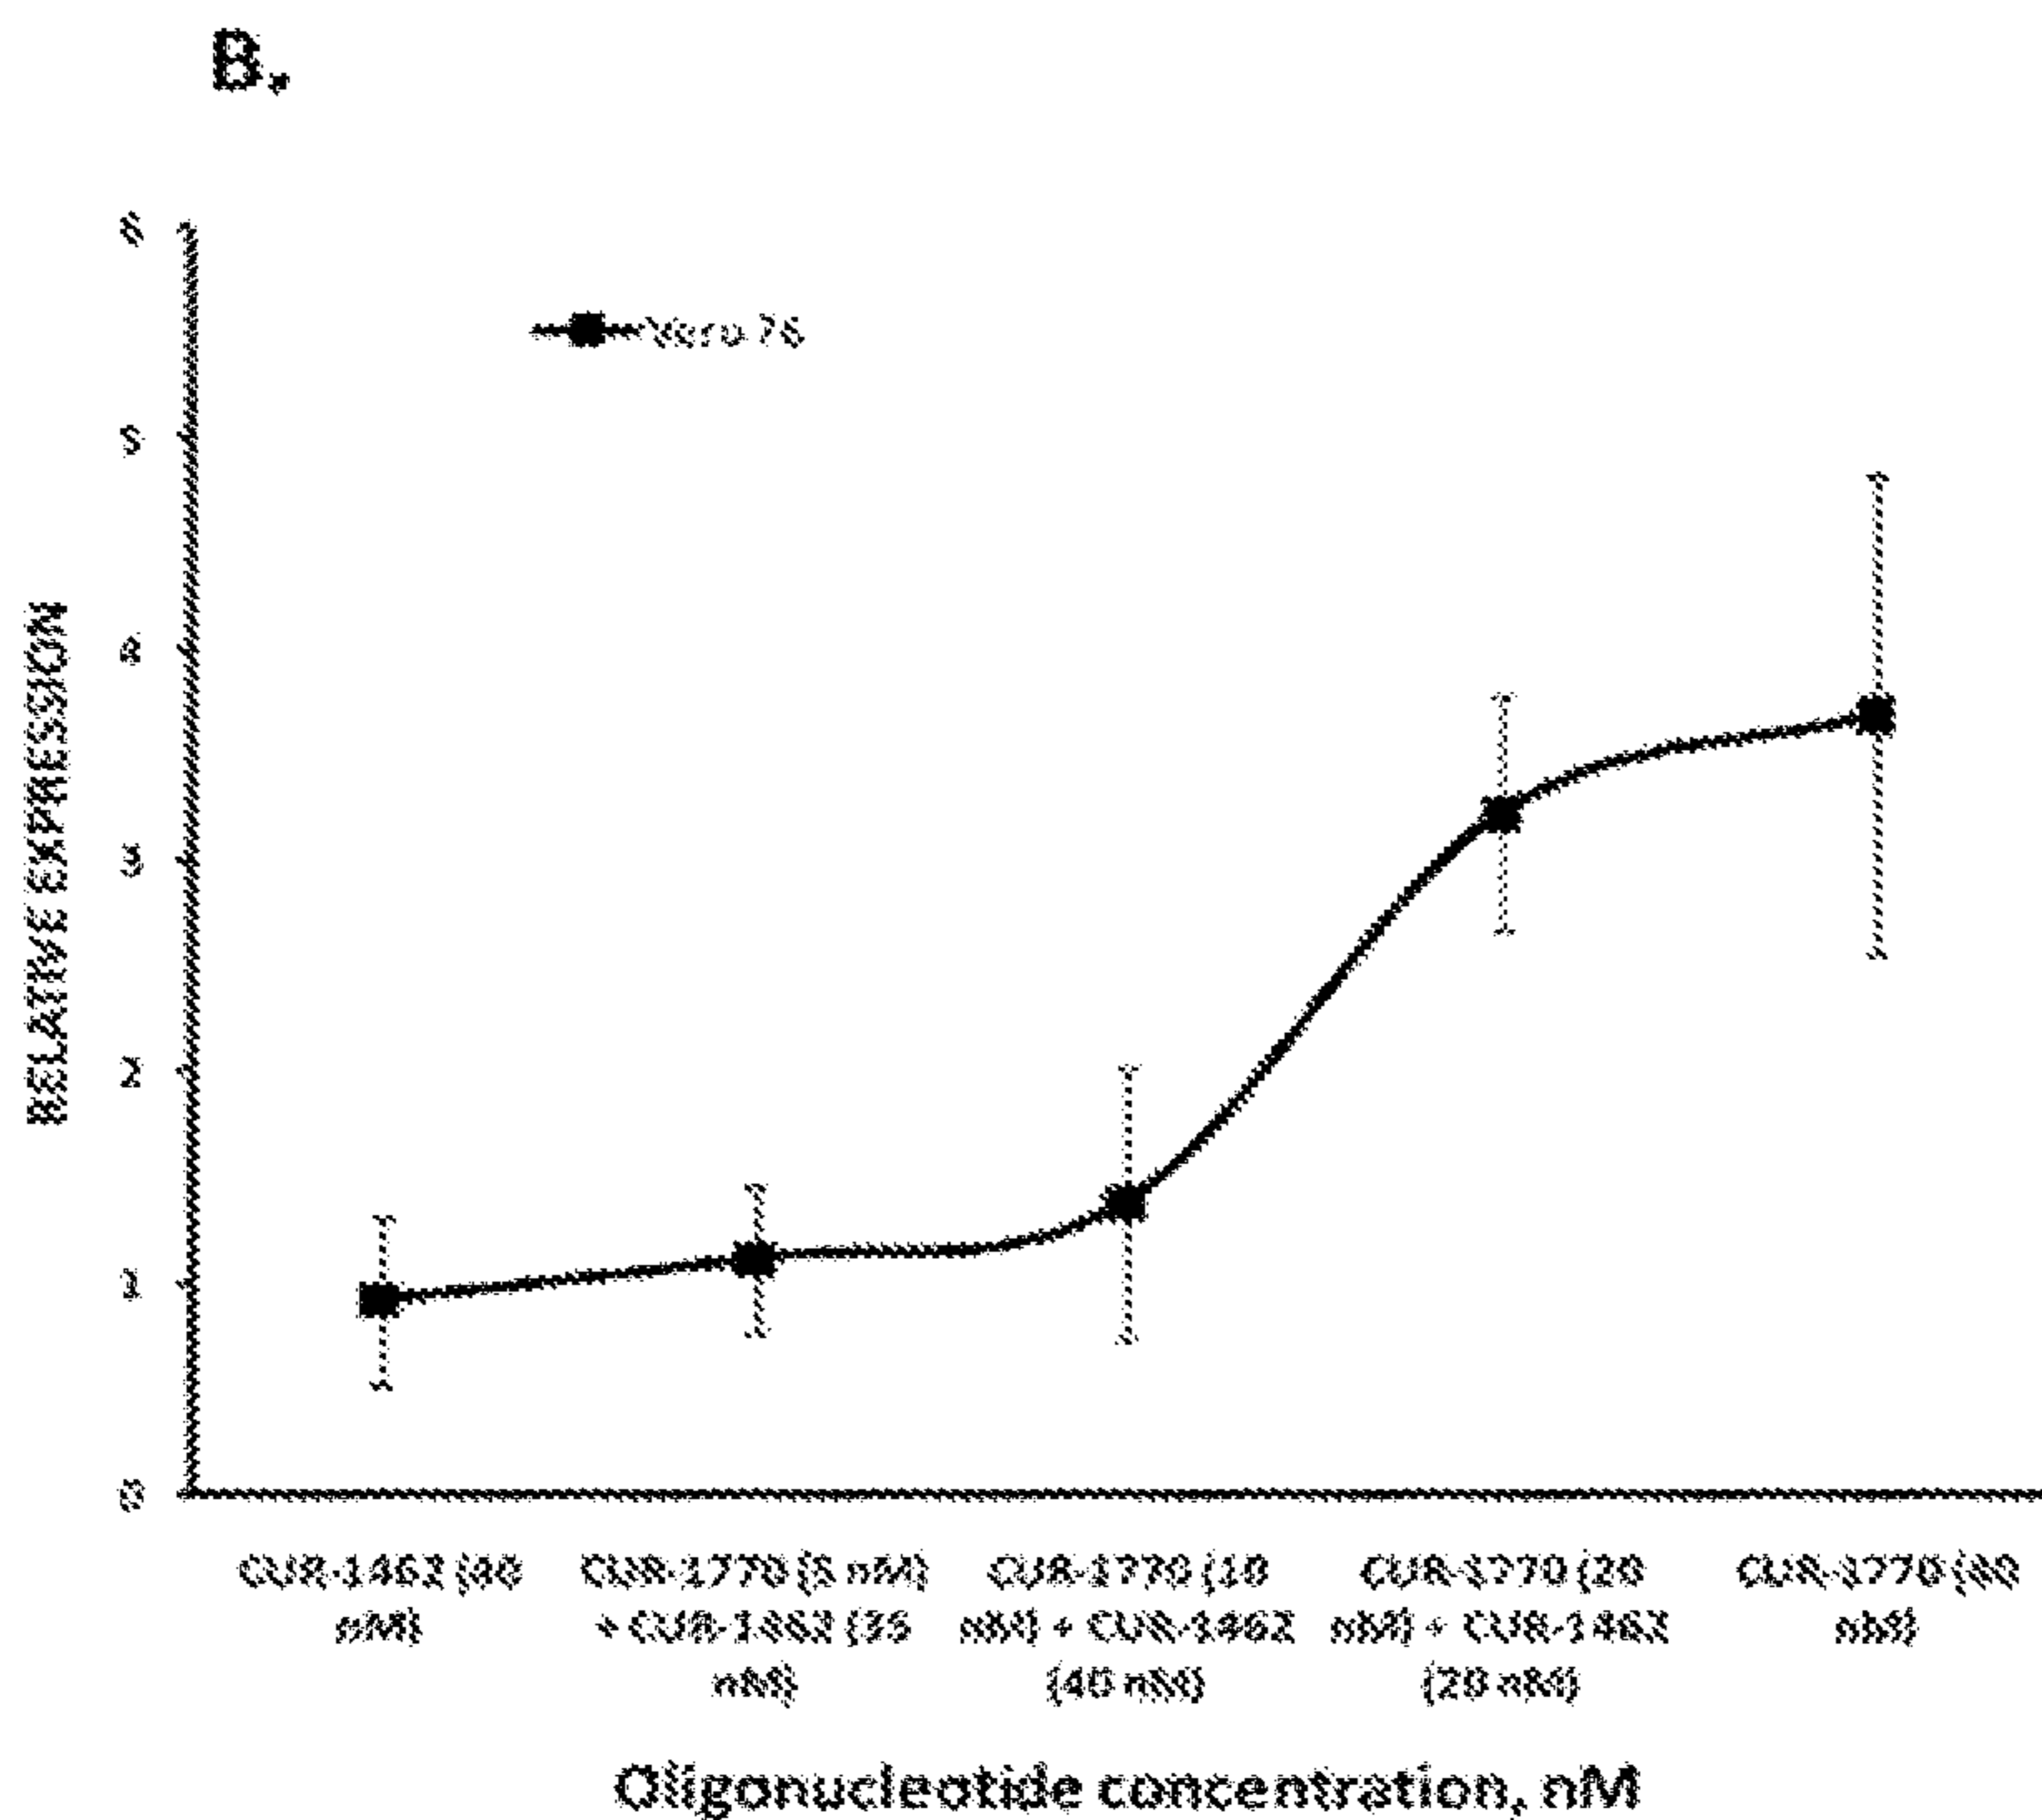 B.
6
5
4
3
2
1
0
RELATIVE EXPRESSION
Vero 76
CUR-1462 (40
nM)
CUR-1770 (5 nM)
+ CUR-1462 (35
nM)
CUR-1770 (10
nM) + CUR-1462
(40 nM)
CUR-1770 (20
nM) + CUR-1462
(20 nM)
CUR-1770
nM)
Oligonucleotide concentration, nM